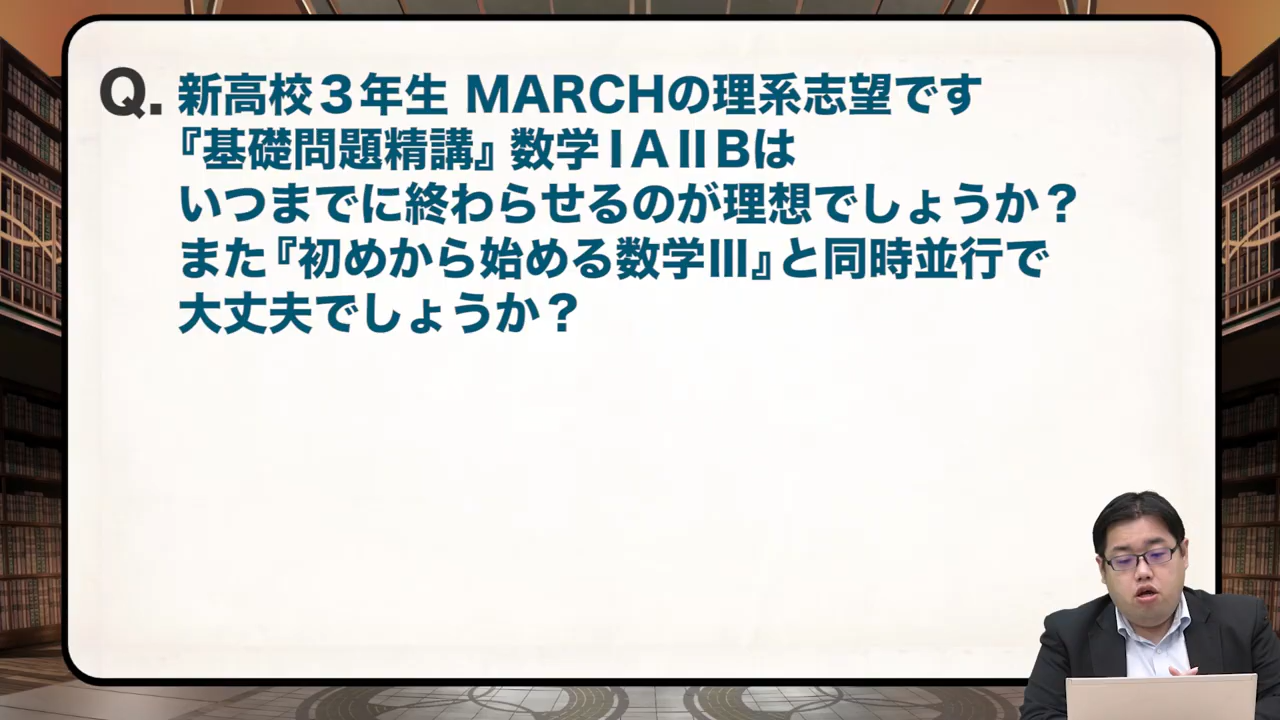 Q. 新高校３年生 MARCHの理系志望です
『基礎問題精講』数学ⅠAⅡBは
いつまでに終わらせるのが理想でしょうか？
また『初めから始める数学Ⅲ』と同時並行で
大丈夫でしょうか？